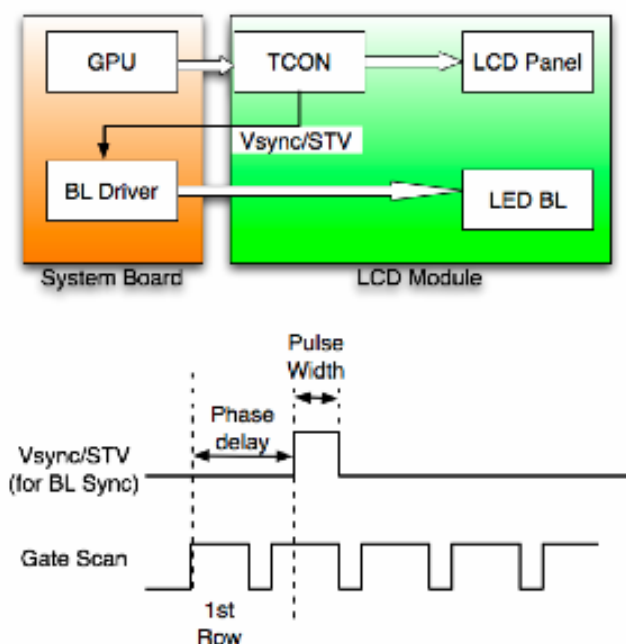 GPU
TCON
LCD Panel
Vsync/STV
BL Driver
LED BL
System Board
LCD Module
Pulse
Width
Phase
delay
Vsync/STV
(for BL Sync)
Gate Scan
1st
Row